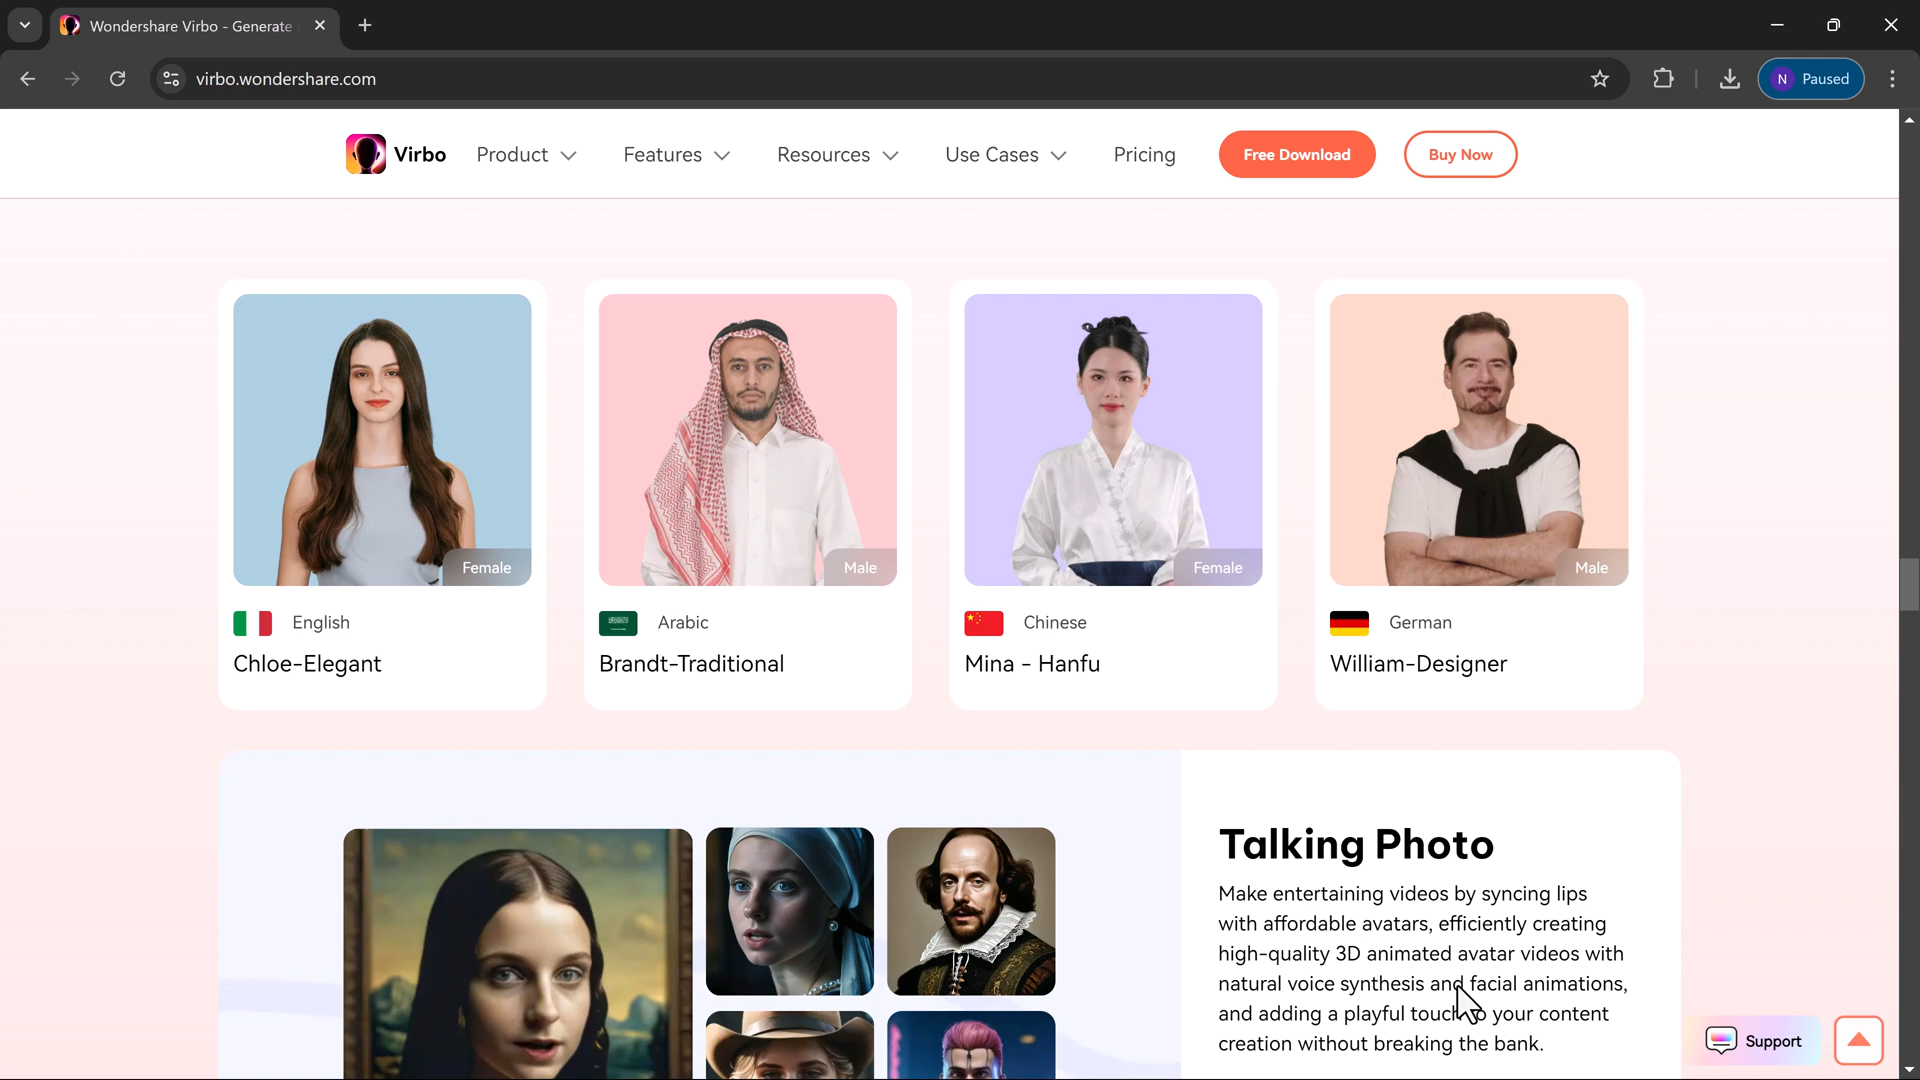 Wondershare Virbo - Generate
virbo.wondershare.com
N Paused
Virbo Product Features Resources Use Cases Pricing Free Download Buy Now
Female
English
Chloe-Elegant
Male
Arabic
Brandt-Traditional
Female
Chinese
Mina - Hanfu
Male
German
William-Designer
Talking Photo
Make entertaining videos by syncing lips
with affordable avatars, efficiently creating
high-quality 3D animated avatar videos with
natural voice synthesis and facial animations,
and adding a playful touch to your content
creation without breaking the bank.
Support